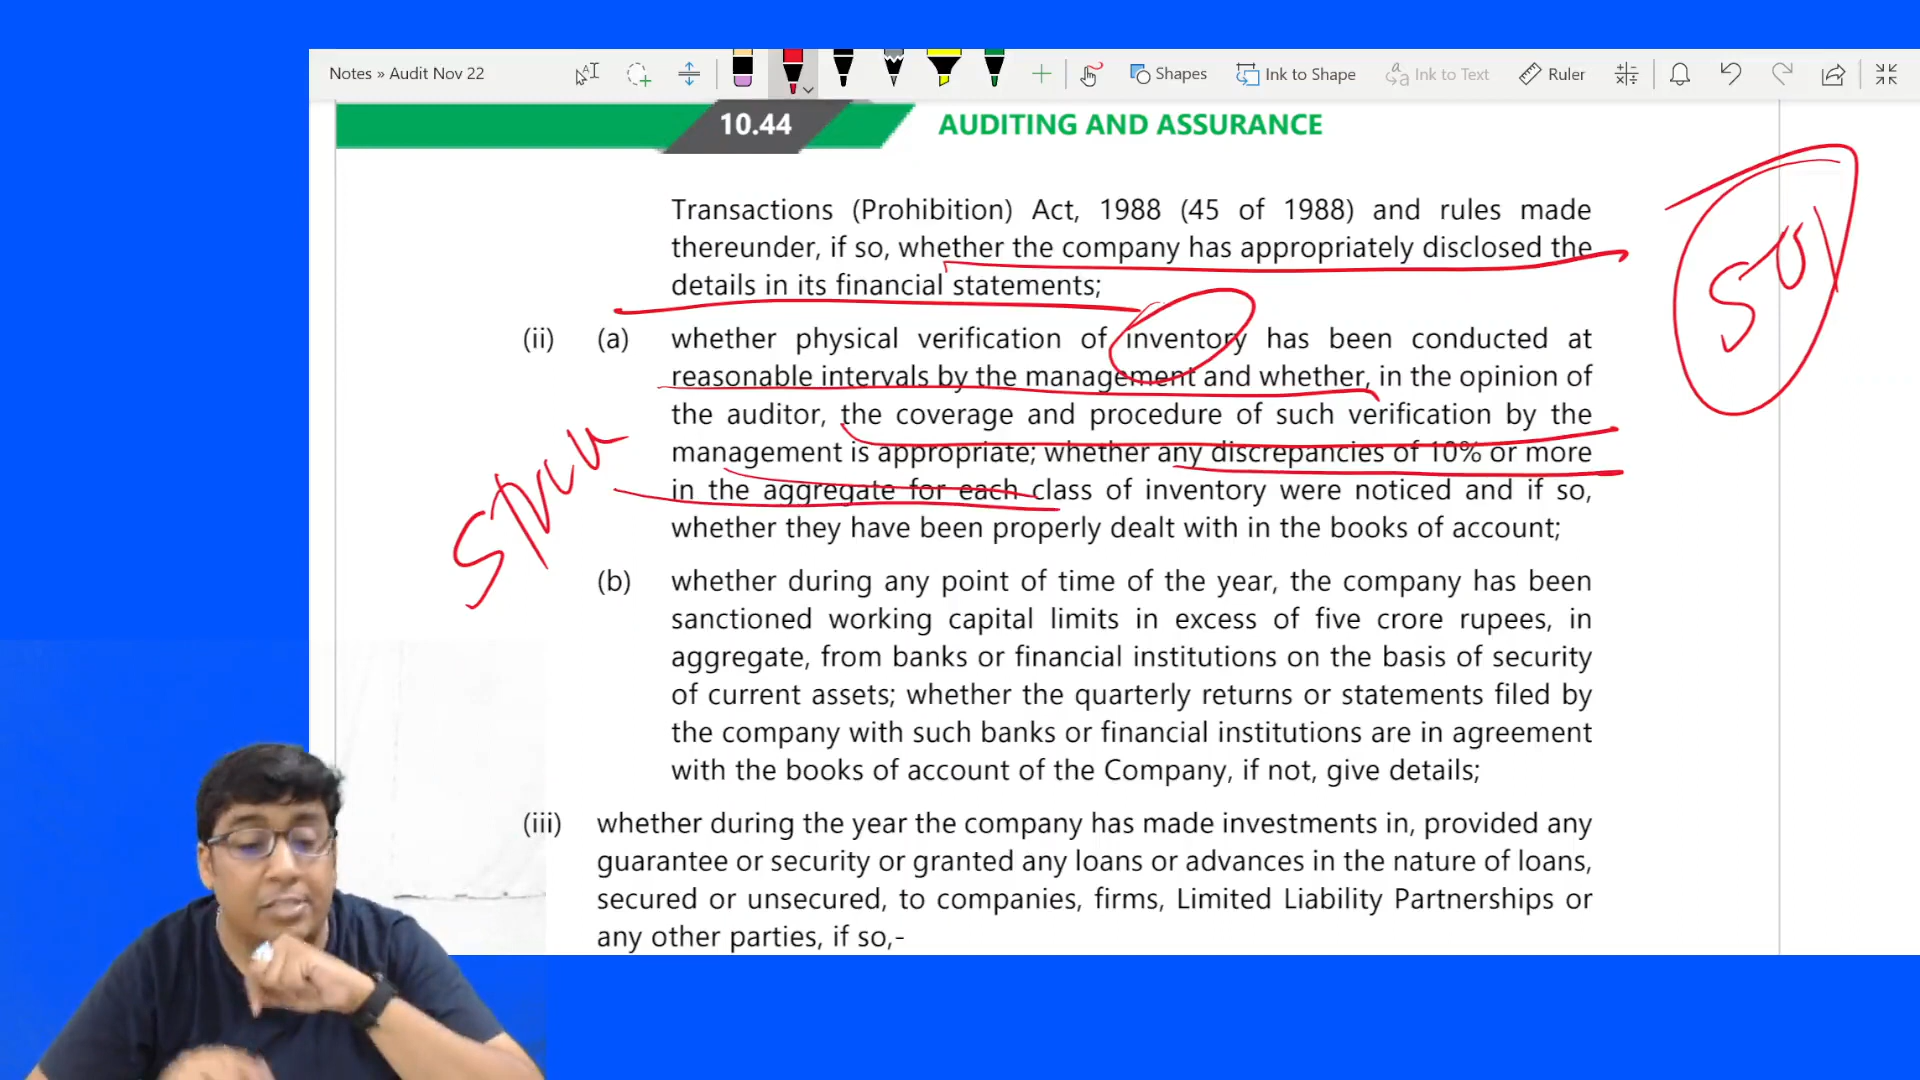 Notes » Audit Nov 22
Shapes
Ink to Shape
Ink to Text
Ruler
10.44
AUDITING AND ASSURANCE
Transactions (Prohibition) Act, 1988 (45 of 1988) and rules made
thereunder, if so, whether the company has appropriately disclosed the
details in its financial statements;
(ii) (a) whether physical verification of inventory has been conducted at
reasonable intervals by the management and whether, in the opinion of
the auditor, the coverage and procedure of such verification by the
management is appropriate; whether any discrepancies of 10% or more
in the aggregate for each class of inventory were noticed and if so,
whether they have been properly dealt with in the books of account;
(b) whether during any point of time of the year, the company has been
sanctioned working capital limits in excess of five crore rupees, in
aggregate, from banks or financial institutions on the basis of security
of current assets; whether the quarterly returns or statements filed by
the company with such banks or financial institutions are in agreement
with the books of account of the Company, if not, give details;
(iii) whether during the year the company has made investments in, provided any
guarantee or security or granted any loans or advances in the nature of loans,
secured or unsecured, to companies, firms, Limited Liability Partnerships or
any other parties, if so,-